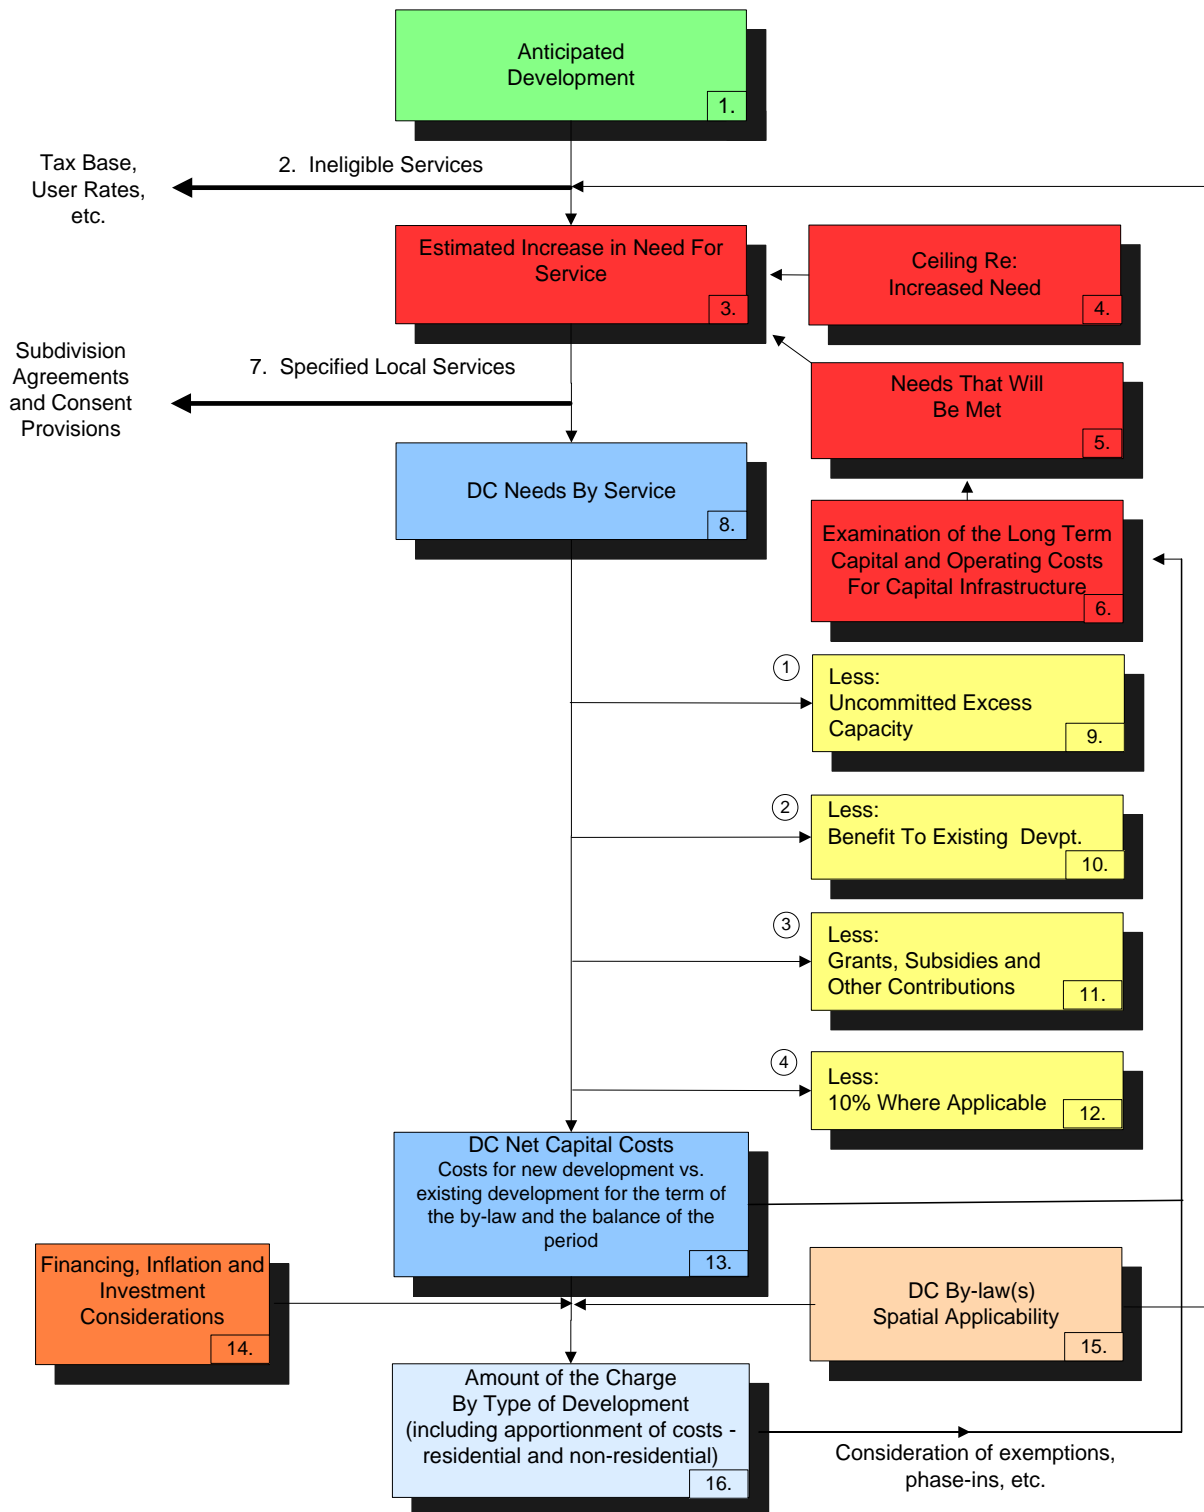 Anticipated
Development
1.
2. Ineligible Services
Tax Base,
User Rates,
etc.
Estimated Increase in Need For
Service
3.
Ceiling Re:
Increased Need
4.
7. Specified Local Services
Subdivision
Agreements
and Consent
Provisions
Needs That Will
Be Met
5.
DC Needs By Service
8.
Examination of the Long Term
Capital and Operating Costs
For Capital Infrastructure
6.
1
Less:
Uncommitted Excess
Capacity
9.
2
Less:
Benefit To Existing Devpt.
10.
3
Less:
Grants, Subsidies and
Other Contributions
11.
4
Less:
10% Where Applicable
12.
DC Net Capital Costs
Costs for new development vs.
existing development for the term of
the by-law and the balance of the
period
13.
Financing, Inflation and
Investment
Considerations
14.
DC By-law(s)
Spatial Applicability
15.
Amount of the Charge
By Type of Development
(including apportionment of costs -
residential and non-residential)
16.
Consideration of exemptions,
phase-ins, etc.